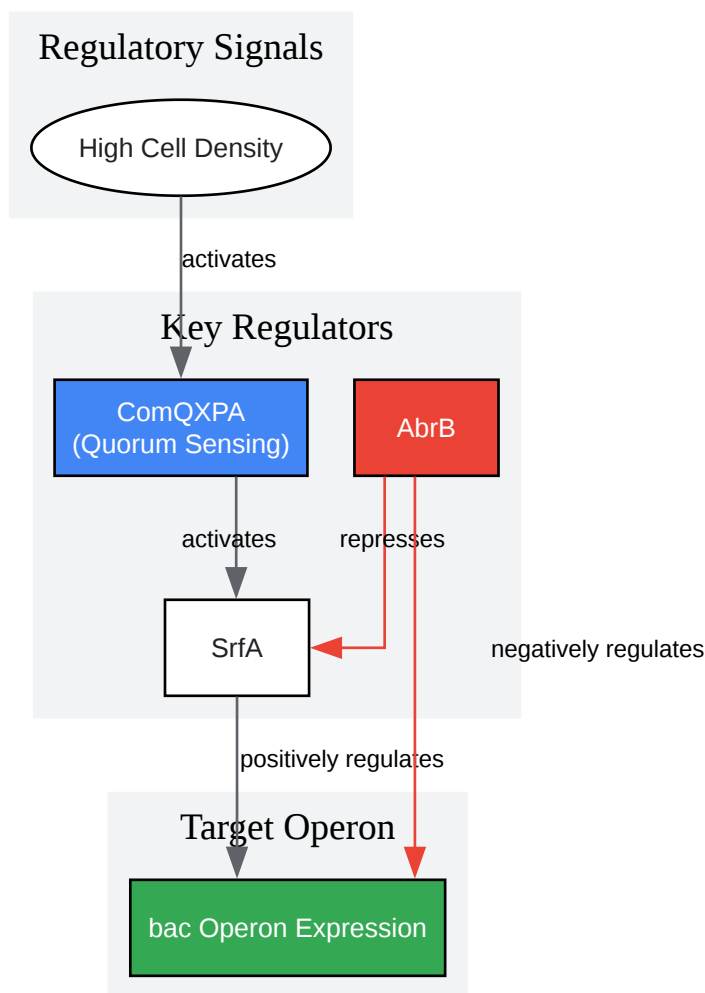 Regulatory Signals
High Cell Density
activates
Key Regulators
ComQXPA
(Quorum Sensing)
AbrB
activates
represses
SrfA
negatively regulates
positively regulates
Target Operon
bac Operon Expression